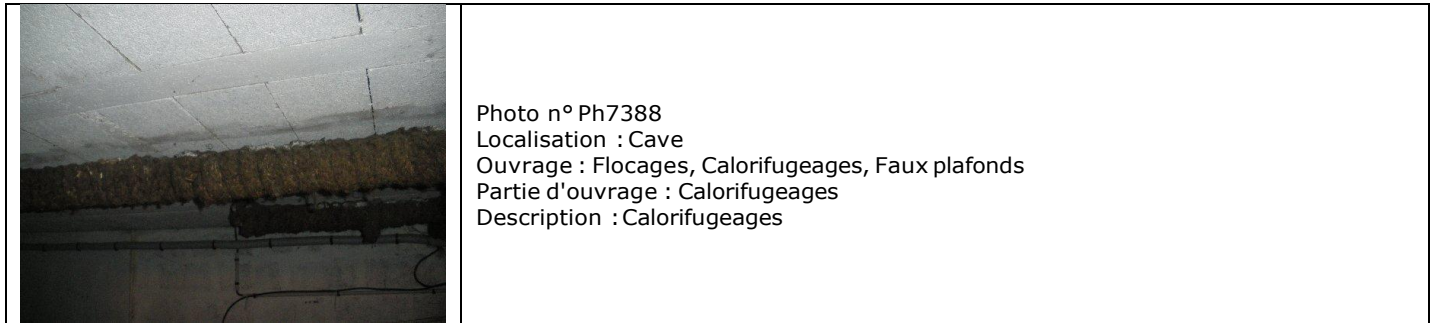 Photo n° Ph7388
Localisation : Cave
Ouvrage : Flocages, Calorifugeages, Faux plafonds
Partie d'ouvrage : Calorifugeages
Description : Calorifugeages